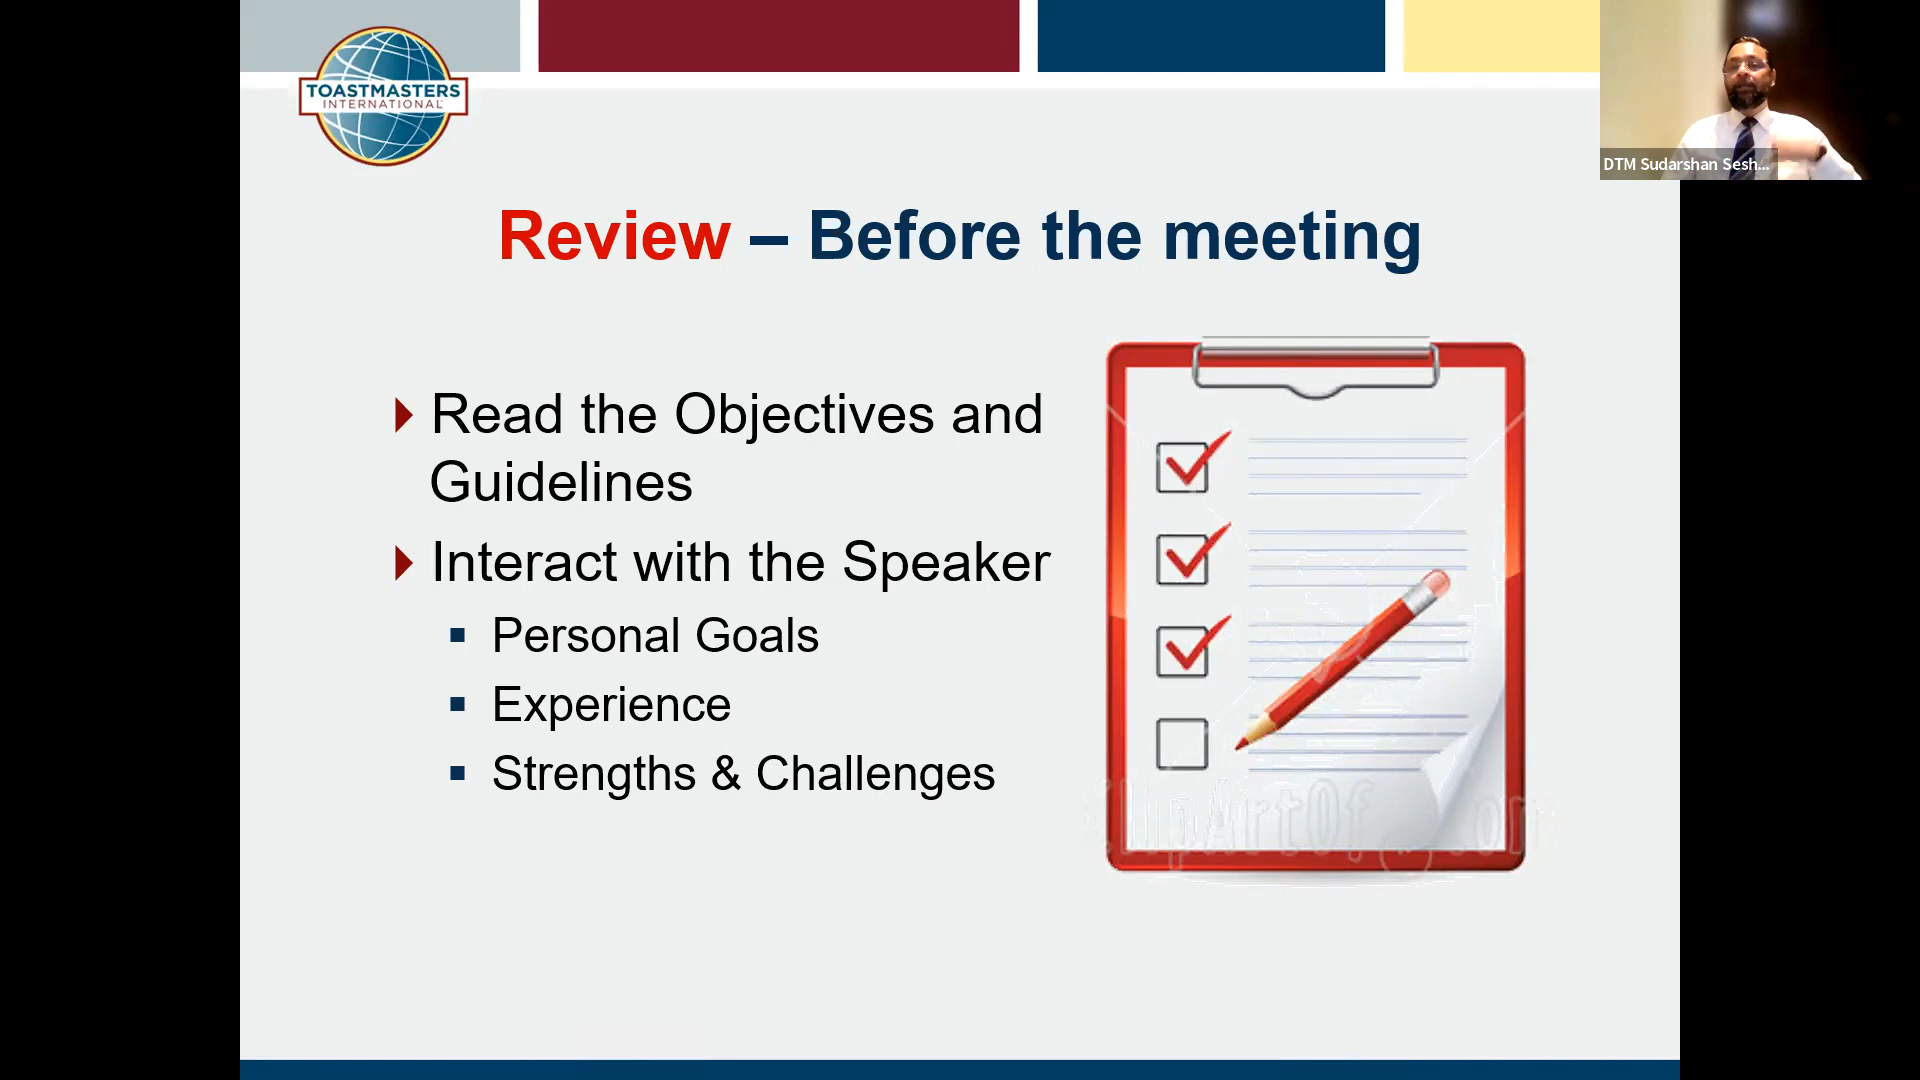 TOASTMASTERS
INTERNATIONAL
DTM Sudarshan Sesh...
Review – Before the meeting
Read the Objectives and
Guidelines
Interact with the Speaker
Personal Goals
Experience
Strengths & Challenges